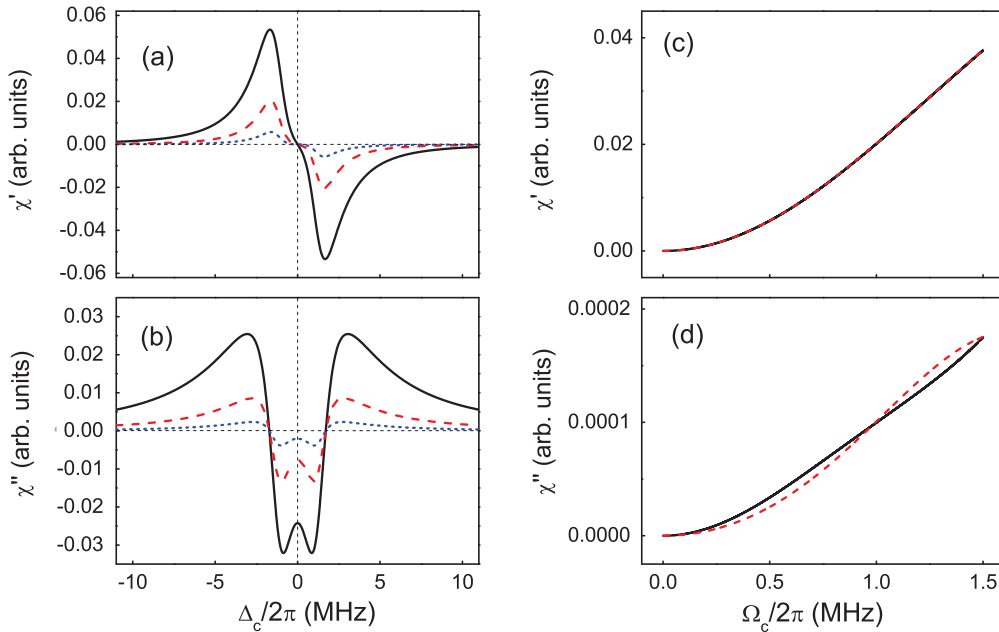 0.06
0.04
0.02
0.00
-0.02
-0.04
-0.06
χ' (arb. units)
(a)
0.03
0.02
0.01
0.00
-0.01
-0.02
-0.03
χ" (arb. units)
(b)
-10
-5
0
5
10
Δc/2π (MHz)
0.04
0.02
0.00
χ' (arb. units)
(c)
0.0002
0.0001
0.0000
χ" (arb. units)
(d)
0.0
0.5
1.0
1.5
Ωc/2π (MHz)